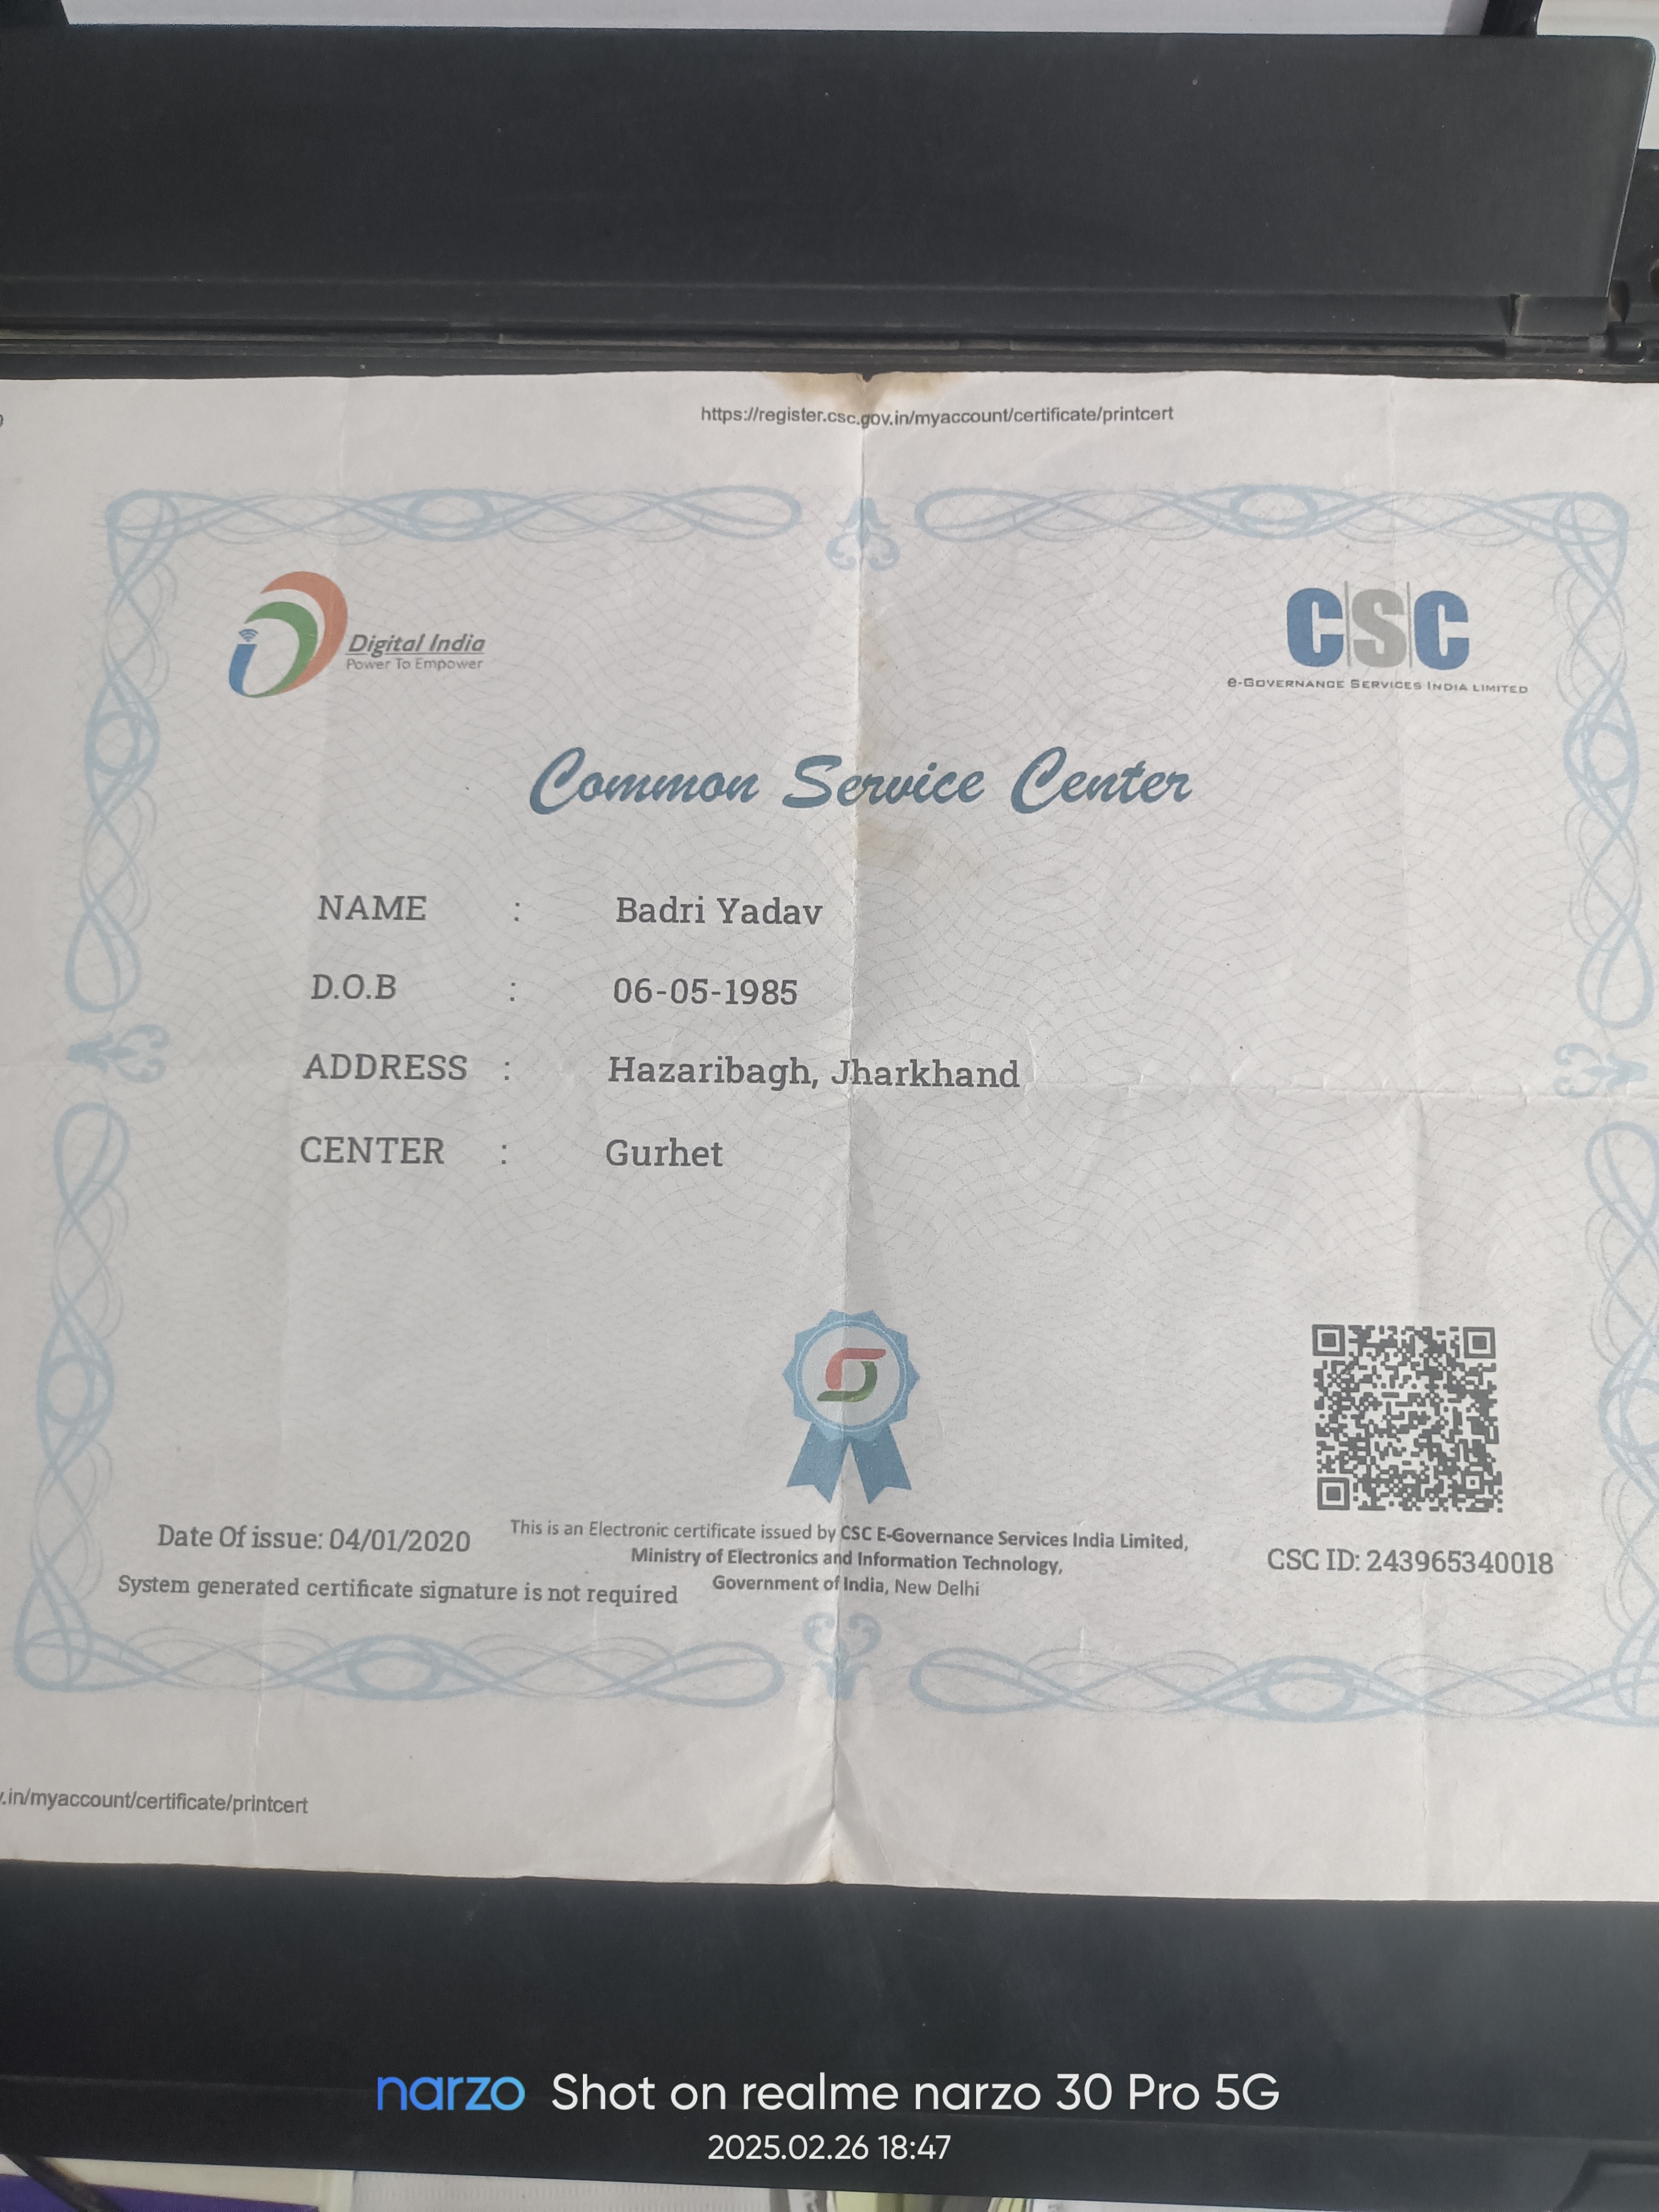 https://register.csc.gov.in/myaccount/certificate/printcert
Digital India
Power To Empower
CSC
e-Governance Services India Limited
Common Service Center
NAME : Badri Yadav
D.O.B : 06-05-1985
ADDRESS : Hazaribagh, Jharkhand
CENTER : Gurhet
Date Of issue: 04/01/2020
System generated certificate signature is not required
This is an Electronic certificate issued by CSC E-Governance Services India Limited,
Ministry of Electronics and Information Technology,
Government of India, New Delhi
CSC ID: 243965340018
.in/myaccount/certificate/printcert
narzo Shot on realme narzo 30 Pro 5G
2025.02.26 18:47